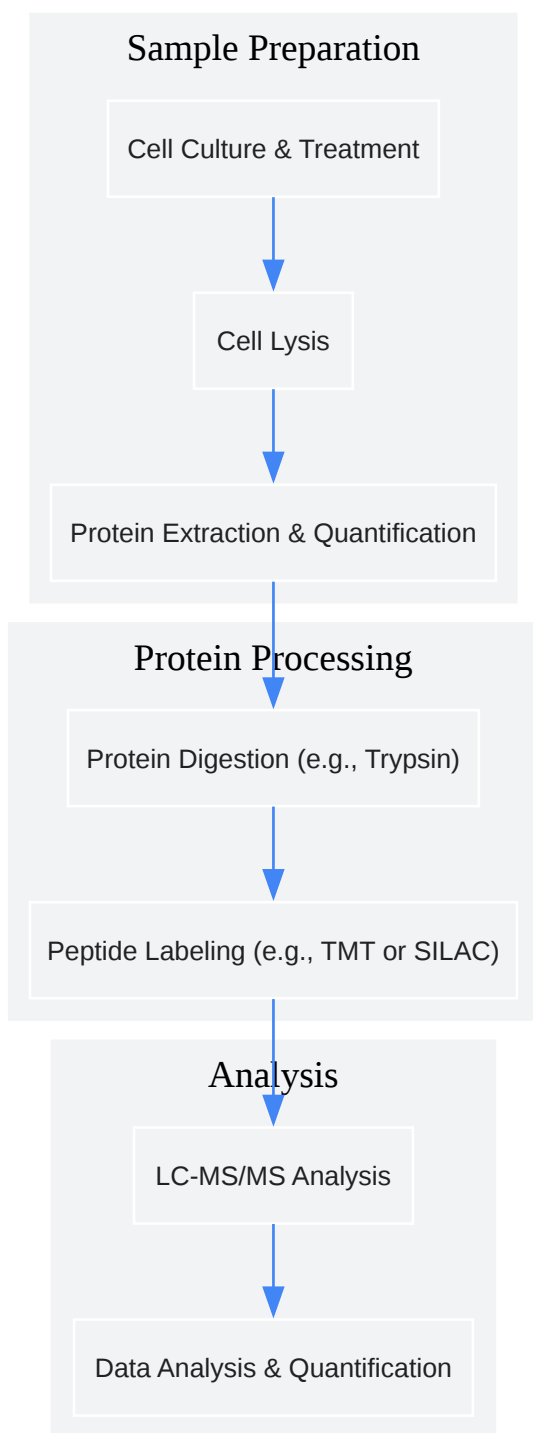 Sample Preparation
Cell Culture & Treatment
Cell Lysis
Protein Extraction & Quantification
Protein Processing
Protein Digestion (e.g., Trypsin)
Peptide Labeling (e.g., TMT or SILAC)
Analysis
LC-MS/MS Analysis
Data Analysis & Quantification